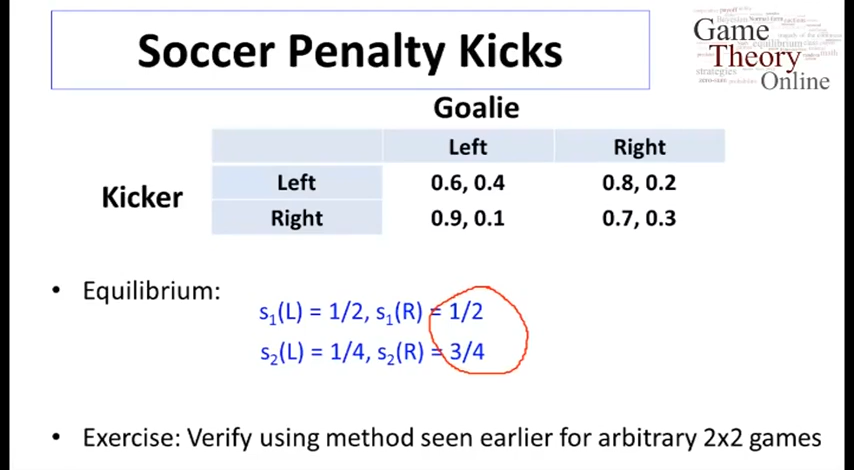 Soccer Penalty Kicks
Game
Theory
Online
equilibrium
strategies
Goalie
Left Right
Kicker
Left 0.6, 0.4 0.8, 0.2
Right 0.9, 0.1 0.7, 0.3
• Equilibrium:
s₁(L) = 1/2, s₁(R) = 1/2
s₂(L) = 1/4, s₂(R) = 3/4
• Exercise: Verify using method seen earlier for arbitrary 2x2 games